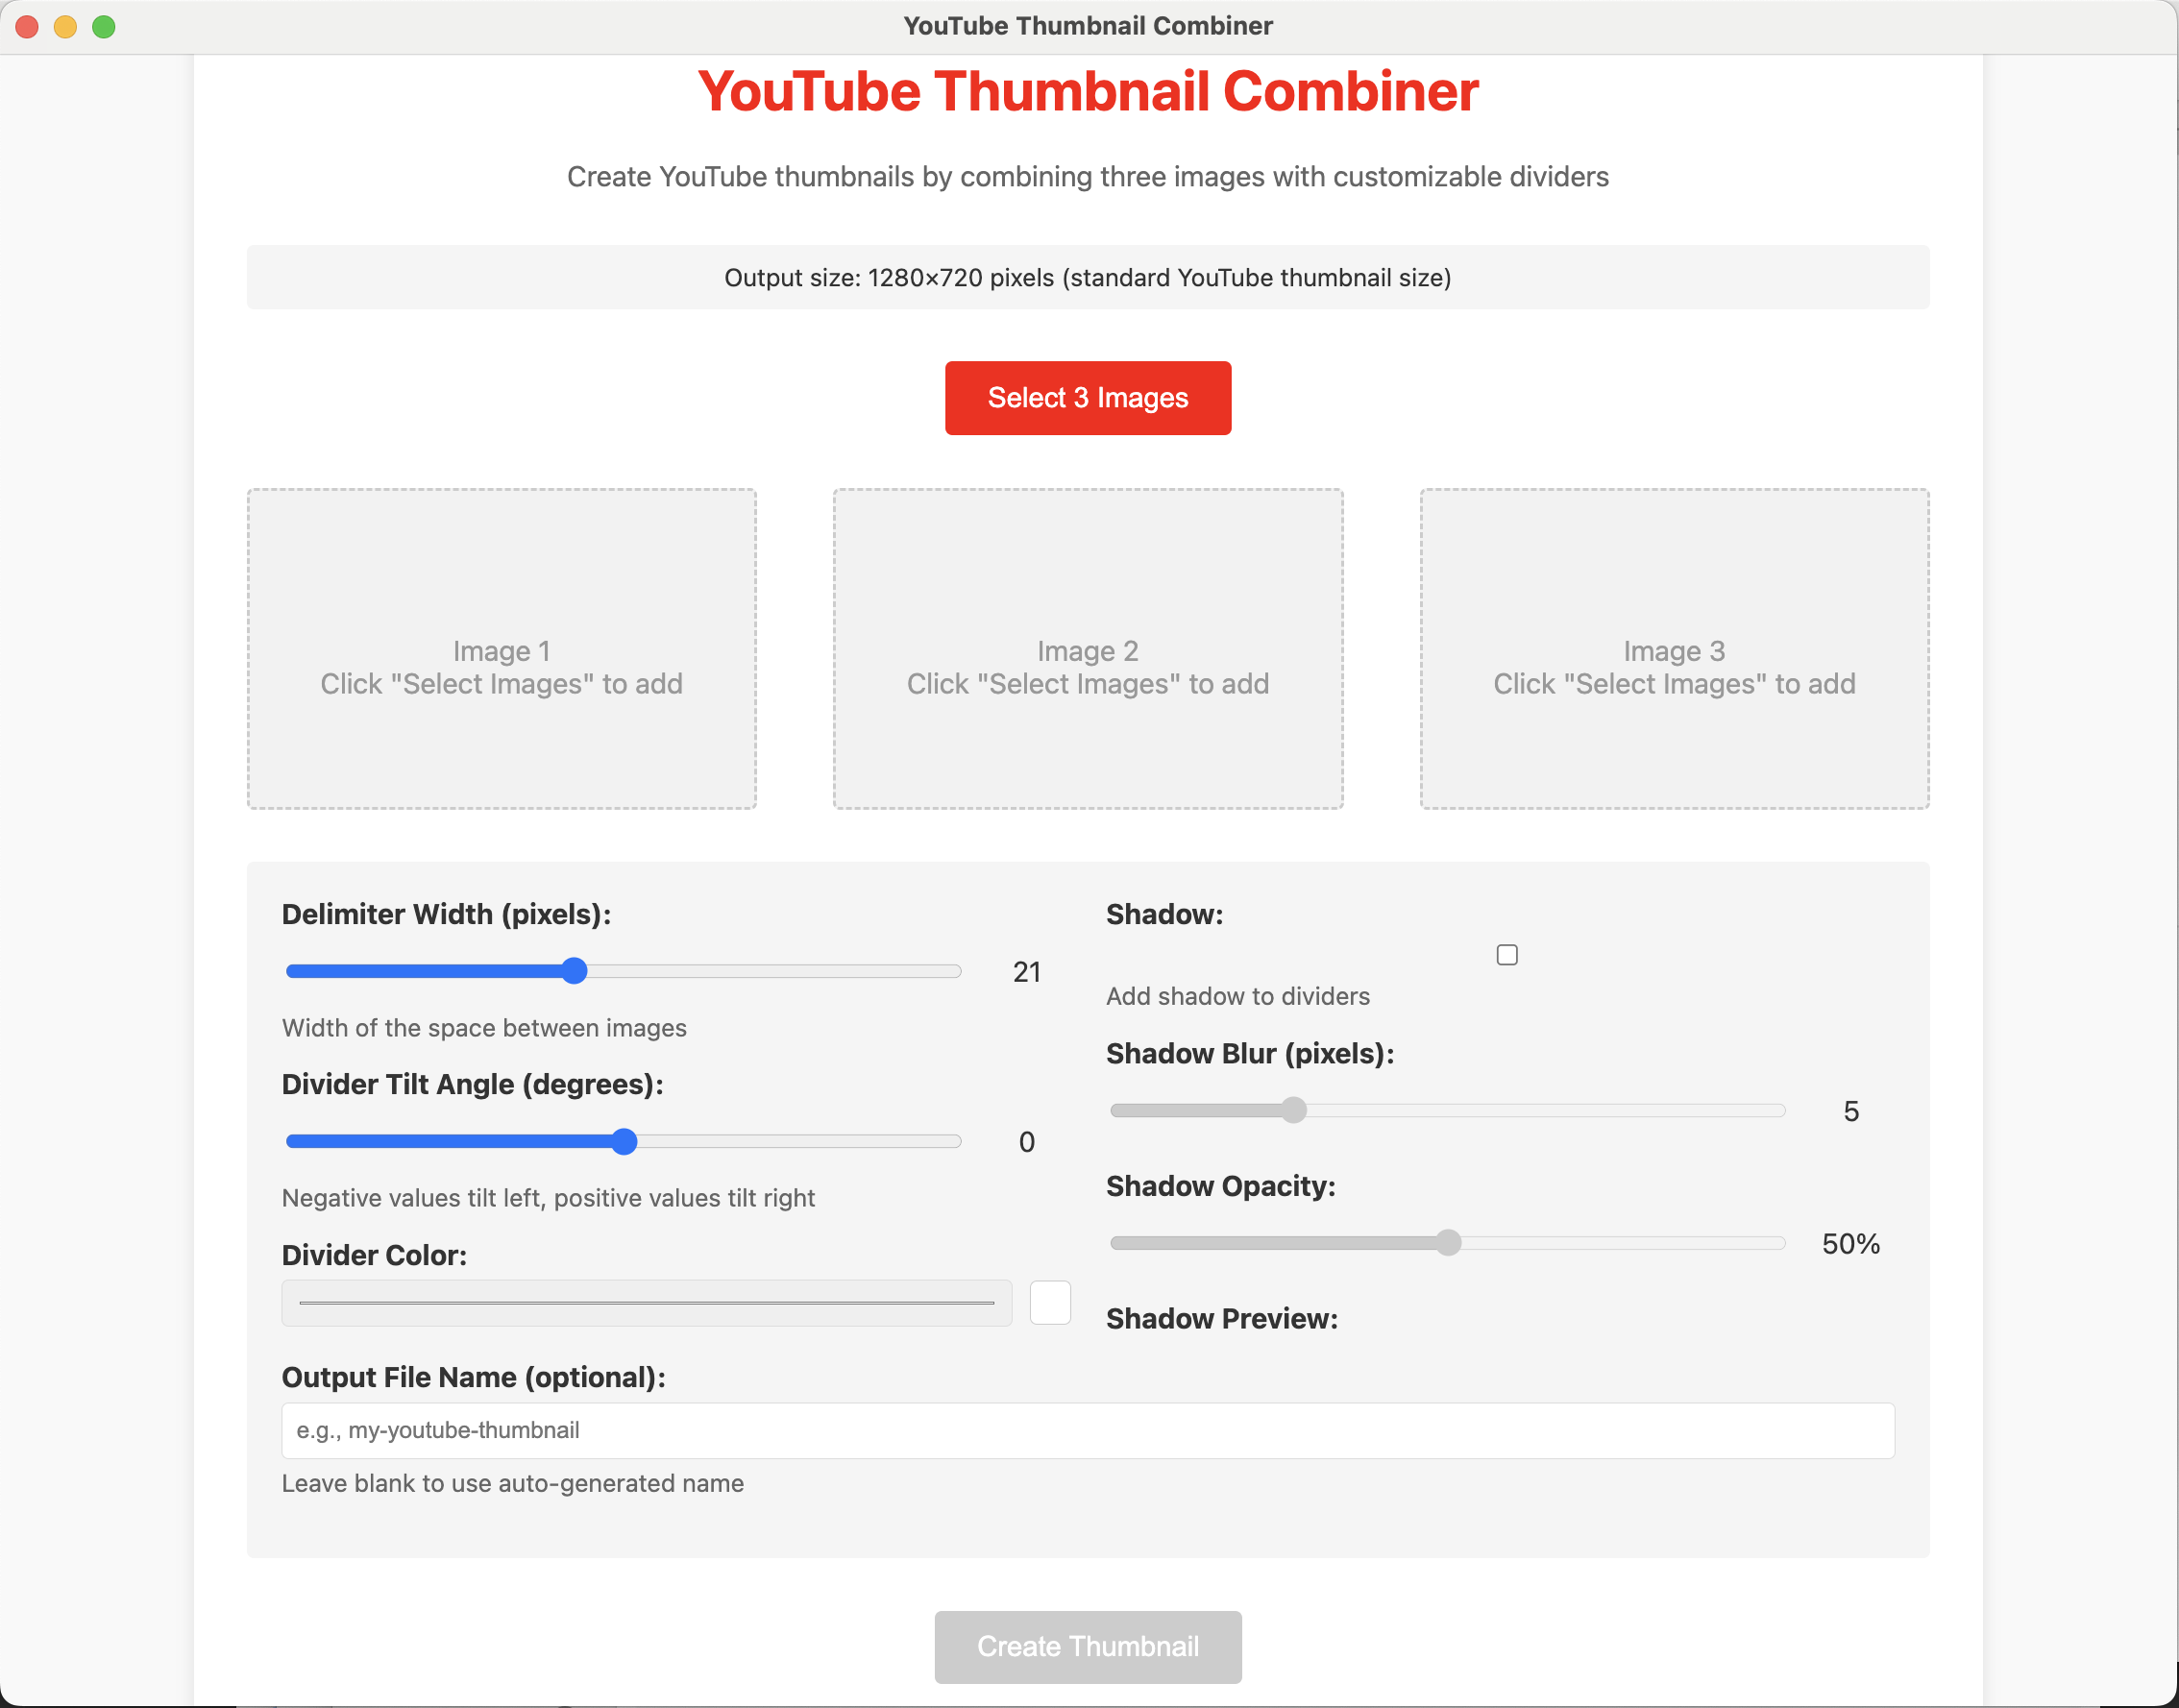 YouTube Thumbnail Combiner
YouTube Thumbnail Combiner
Create YouTube thumbnails by combining three images with customizable dividers
Output size: 1280×720 pixels (standard YouTube thumbnail size)
Select 3 Images
Image 1
Click "Select Images" to add
Image 2
Click "Select Images" to add
Image 3
Click "Select Images" to add
Delimiter Width (pixels):
21
Width of the space between images
Divider Tilt Angle (degrees):
0
Negative values tilt left, positive values tilt right
Divider Color:
Shadow:
Add shadow to dividers
Shadow Blur (pixels):
5
Shadow Opacity:
50%
Shadow Preview:
Output File Name (optional):
e.g., my-youtube-thumbnail
Leave blank to use auto-generated name
Create Thumbnail